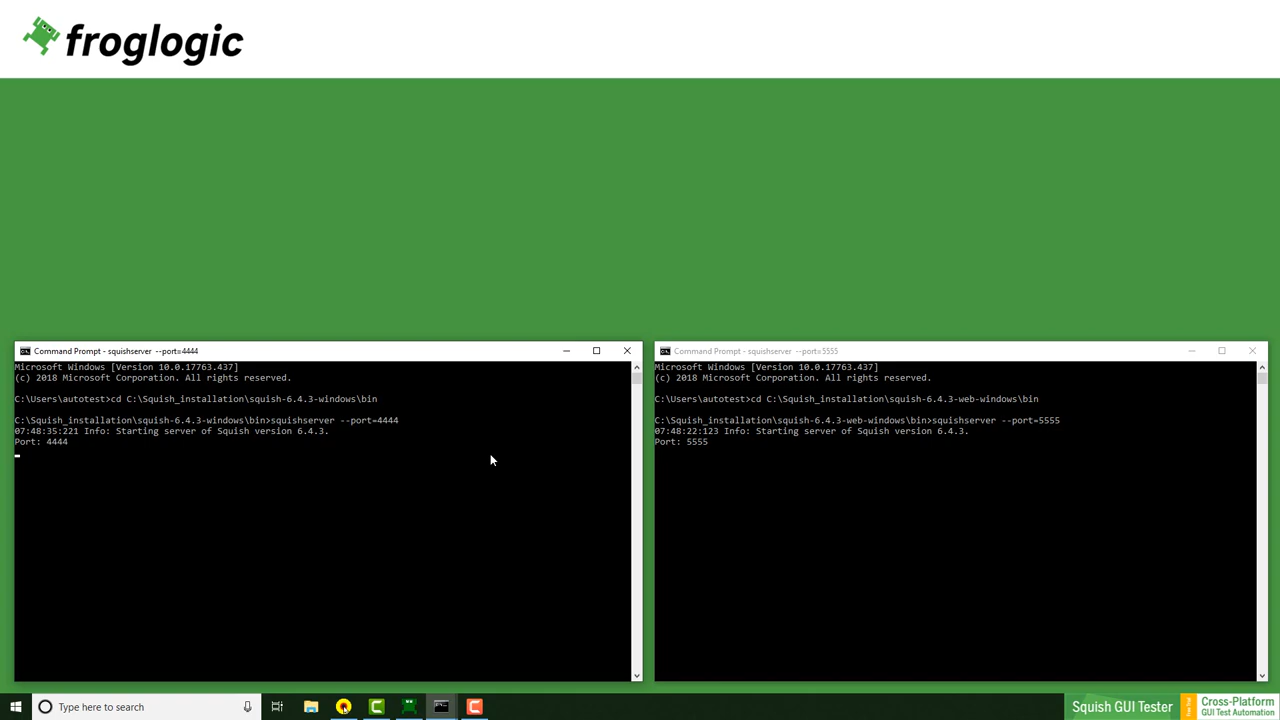 froglogic
Command Prompt - squishserver --port=4444
Microsoft Windows [Version 10.0.17763.437]
(c) 2018 Microsoft Corporation. All rights reserved.
C:\Users\autotest>cd C:\Squish_installation\squish-6.4.3-windows\bin
C:\Squish_installation\squish-6.4.3-windows\bin>squishserver --port=4444
07:48:35:221 Info: Starting server of Squish version 6.4.3.
Port: 4444
Command Prompt - squishserver --port=5555
Microsoft Windows [Version 10.0.17763.437]
(c) 2018 Microsoft Corporation. All rights reserved.
C:\Users\autotest>cd C:\Squish_installation\squish-6.4.3-web-windows\bin
C:\Squish_installation\squish-6.4.3-web-windows\bin>squishserver --port=5555
07:48:22:123 Info: Starting server of Squish version 6.4.3.
Port: 5555
Type here to search
Squish GUI Tester
Cross-Platform
GUI Test Automation